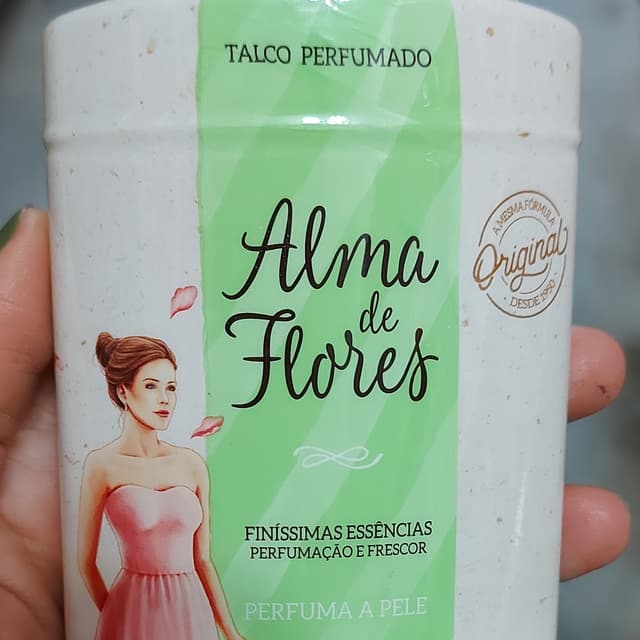 TALCO PERFUMADO
Alma
de
Flores
A MESMA FÓRMULA
Original
DESDE 1950
FINÍSSIMAS ESSÊNCIAS
PERFUMAÇÃO E FRESCOR
PERFUMA A PELE